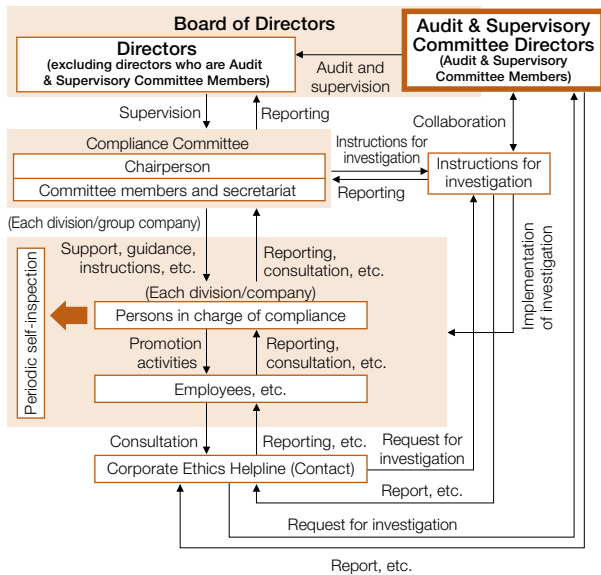 Board of Directors
Directors
(excluding directors who are Audit
& Supervisory Committee Members)
Audit and
supervision
Audit & Supervisory
Committee Directors
(Audit & Supervisory
Committee Members)
Supervision
Reporting
Collaboration
Compliance Committee
Chairperson
Committee members and secretariat
Instructions for
investigation
Reporting
Instructions for
investigation
(Each division/group company)
Support, guidance,
instructions, etc.
Reporting,
consultation, etc.
Implementation
of investigation
Periodic self-inspection
(Each division/company)
Persons in charge of compliance
Promotion
activities
Reporting,
consultation, etc.
Employees, etc.
Consultation
Reporting, etc.
Request for
investigation
Corporate Ethics Helpline (Contact)
Report, etc.
Request for investigation
Report, etc.